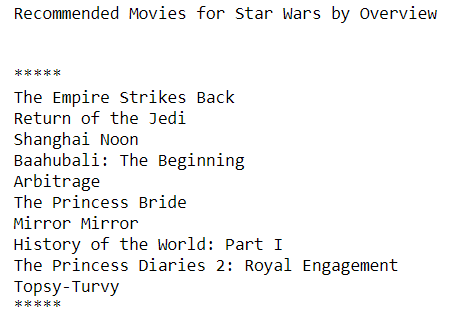 Recommended Movies for Star Wars by Overview
*****
The Empire Strikes Back
Return of the Jedi
Shanghai Noon
Baahubali: The Beginning
Arbitrage
The Princess Bride
Mirror Mirror
History of the World: Part I
The Princess Diaries 2: Royal Engagement
Topsy-Turvy
*****